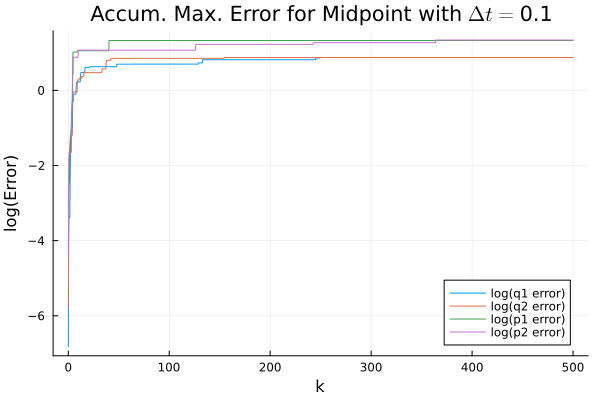 Accum. Max. Error for Midpoint with Δt = 0.1
log(Error)
0
−2
−4
−6
log(q1 error)
log(q2 error)
log(p1 error)
log(p2 error)
0 100 200 300 400 500
k